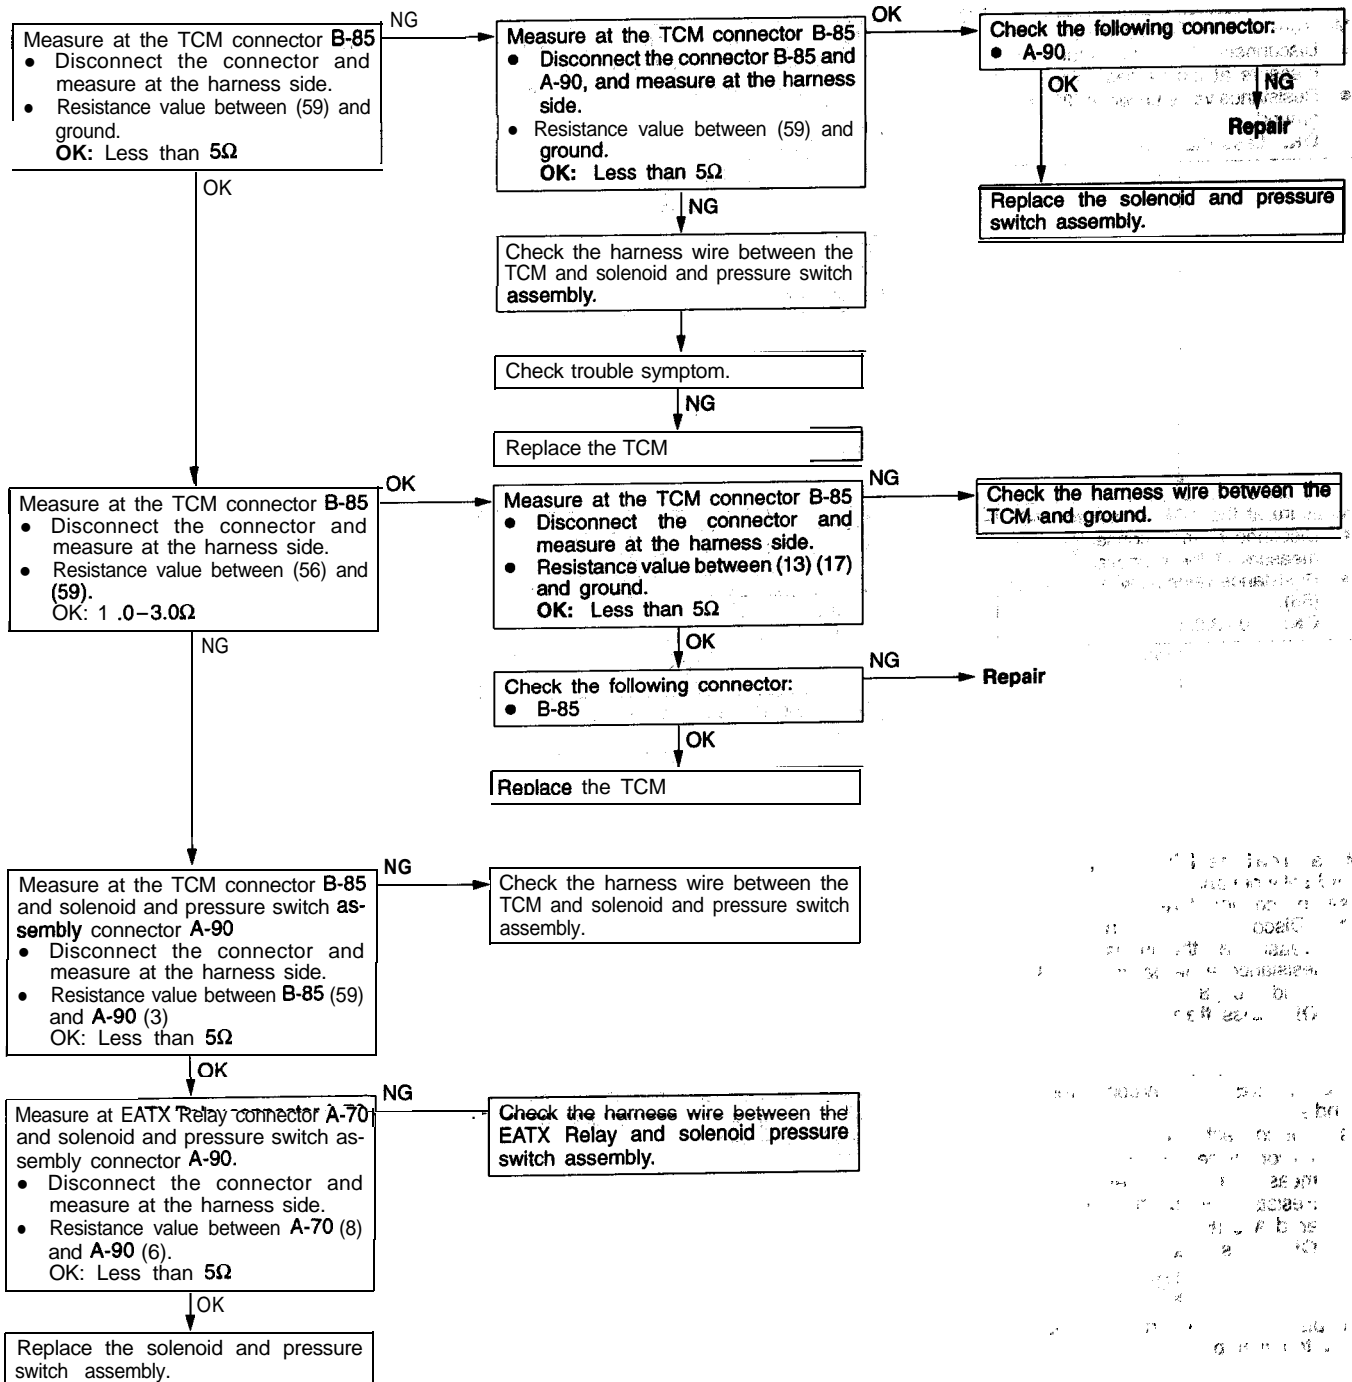 Measure at the TCM connector B-85
● Disconnect the connector and
measure at the harness side.
● Resistance value between (59) and
ground.
OK: Less than 5Ω
NG
OK
Measure at the TCM connector B-85
● Disconnect the connector B-85 and
A-90, and measure at the harness
side.
● Resistance value between (59) and
ground.
OK: Less than 5Ω
OK
NG
Check the following connector:
● A-90
OK
NG
Repair
Replace the solenoid and pressure
switch assembly.
Check the harness wire between the
TCM and solenoid and pressure switch
assembly.
Check trouble symptom.
NG
Replace the TCM
Measure at the TCM connector B-85
● Disconnect the connector and
measure at the harness side.
● Resistance value between (56) and
(59).
OK: 1 .0–3.0Ω
OK
NG
Measure at the TCM connector B-85
● Disconnect the connector and
measure at the harness side.
● Resistance value between (13) (17)
and ground.
OK: Less than 5Ω
NG
OK
Check the harness wire between the
TCM and ground.
Check the following connector:
● B-85
NG
Repair
OK
Replace the TCM
Measure at the TCM connector B-85
and solenoid and pressure switch as-
sembly connector A-90
● Disconnect the connector and
measure at the harness side.
● Resistance value between B-85 (59)
and A-90 (3)
OK: Less than 5Ω
NG
OK
Check the harness wire between the
TCM and solenoid and pressure switch
assembly.
Measure at EATX Relay connector A-70
and solenoid and pressure switch as-
sembly connector A-90.
● Disconnect the connector and
measure at the harness side.
● Resistance value between A-70 (8)
and A-90 (6).
OK: Less than 5Ω
NG
OK
Check the harness wire between the
EATX Relay and solenoid pressure
switch assembly.
Replace the solenoid and pressure
switch assembly.